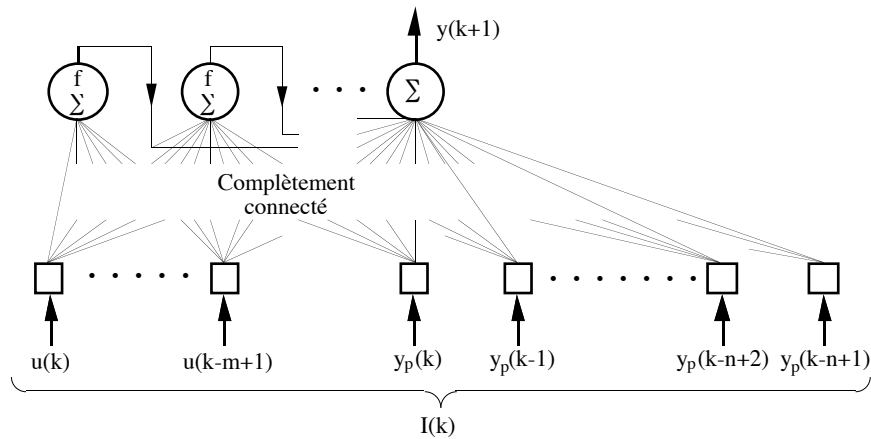 y(k+1)
f
Σ
f
Σ
Σ
Complètement
connecté
u(k)
u(k-m+1)
yp(k)
yp(k-1)
yp(k-n+2)
yp(k-n+1)
I(k)